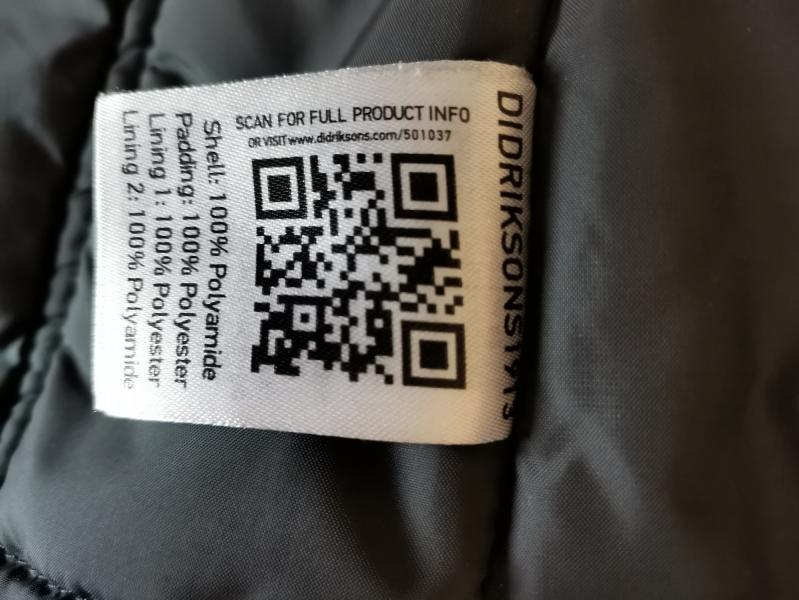 DIDRIKSONS1913
SCAN FOR FULL PRODUCT INFO
OR VISIT www.didriksons.com/501037
Shell: 100% Polyamide
Padding: 100% Polyester
Lining 1: 100% Polyester
Lining 2: 100% Polyamide